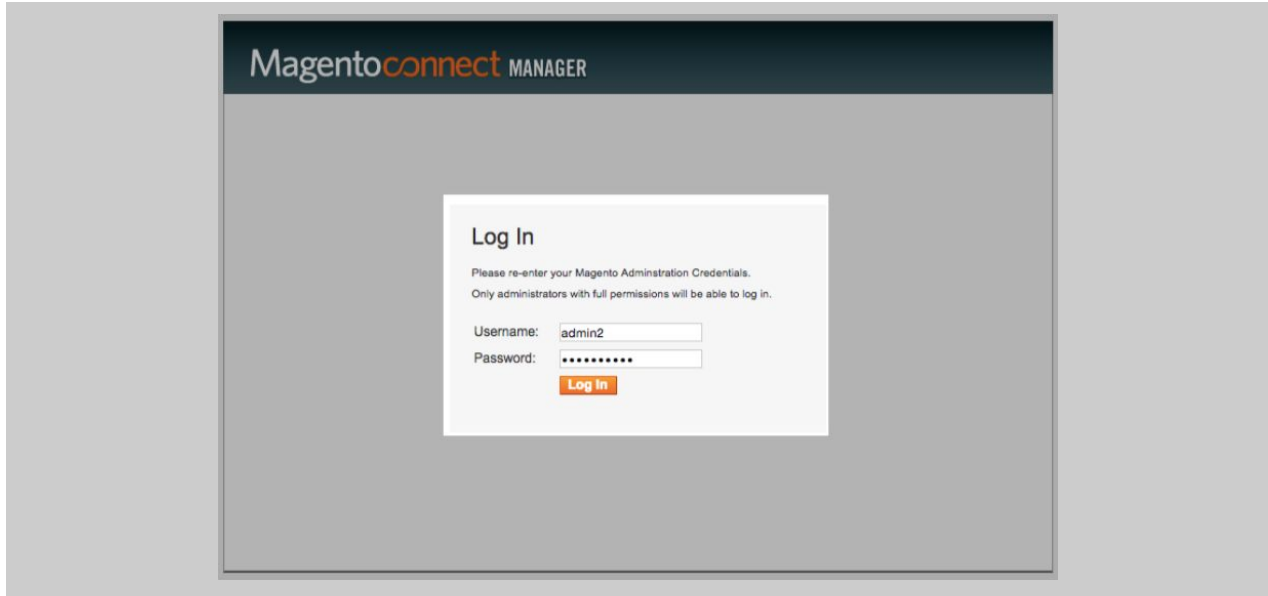 Magentoconnect MANAGER
Log In
Please re-enter your Magento Adminstration Credentials.
Only administrators with full permissions will be able to log in.
Username: admin2
Password: ••••••••••
Log In